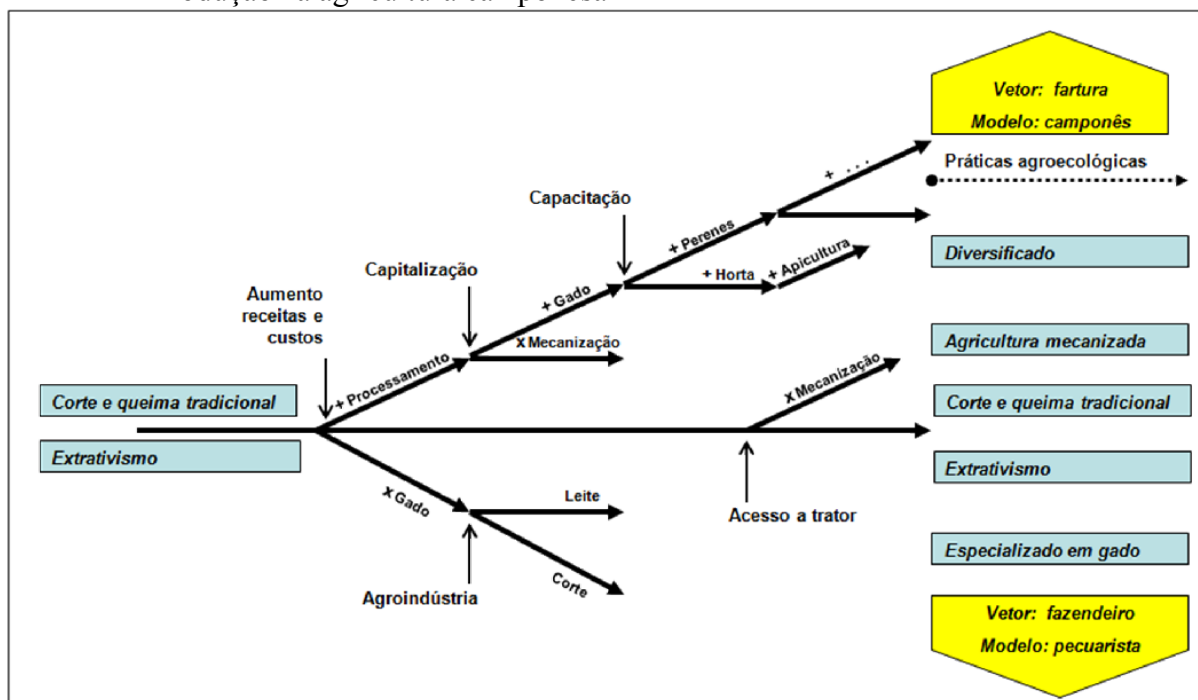 Vetor: fartura
Modelo: camponês
+ ...
Práticas agroecológicas
Capacitação
+ Perenes
+ Horta
+ Apicultura
Diversificado
Capitalização
+ Gado
Aumento
receitas e
custos
x Mecanização
Agricultura mecanizada
+ Processamento
x Mecanização
Corte e queima tradicional
Corte e queima tradicional
Extrativismo
Extrativismo
x Gado
Leite
Acesso a trator
Especializado em gado
Corte
Agroindústria
Vetor: fazendeiro
Modelo: pecuarista